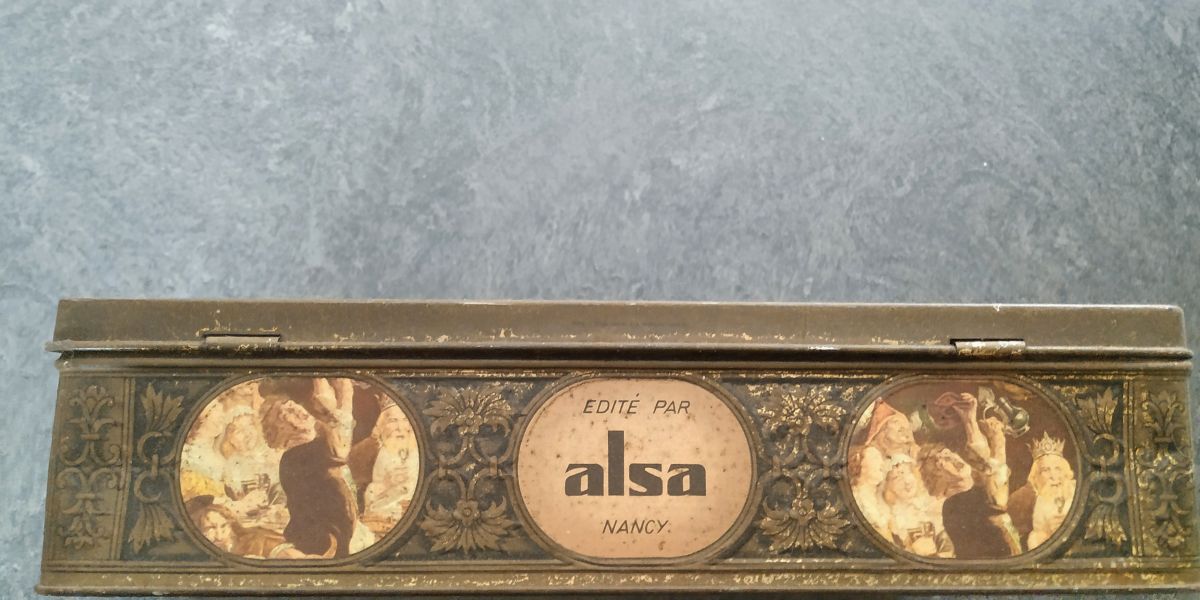 EDITÉ PAR
alsa
NANCY.